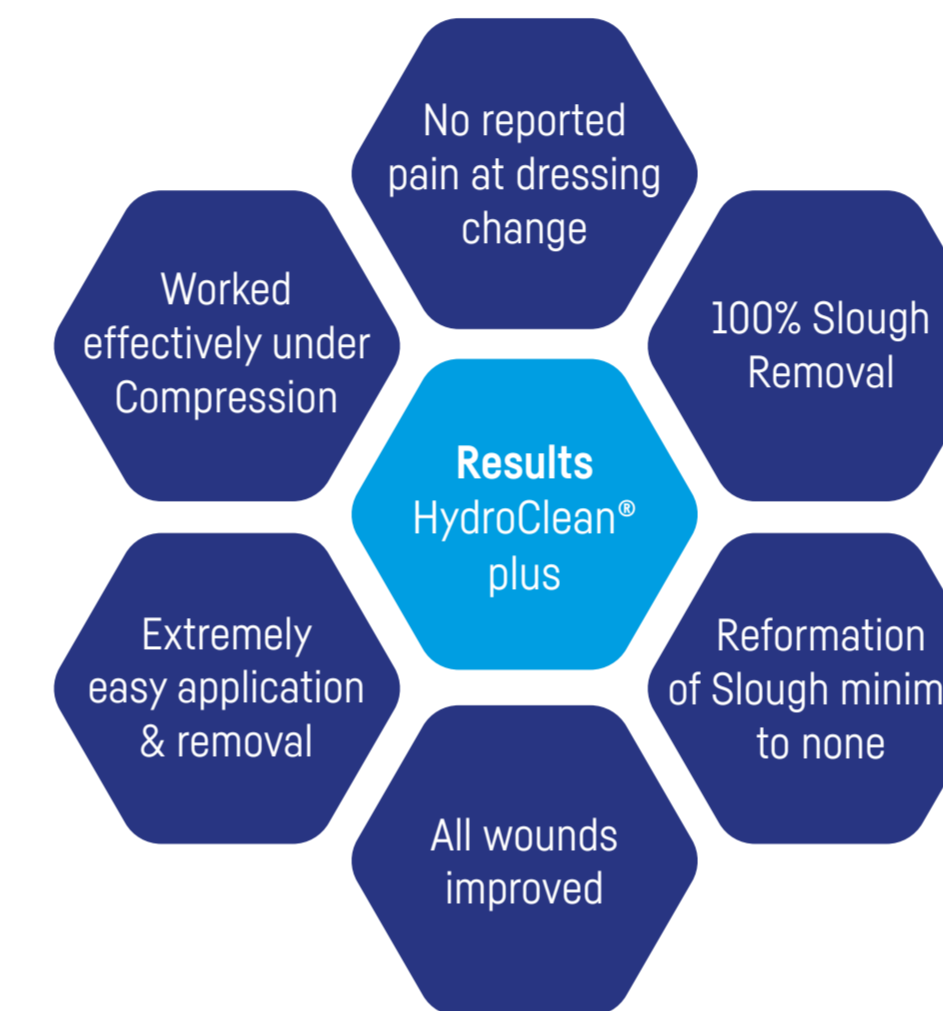 No reported
pain at dressing
change
Worked
effectively under
Compression
100% Slough
Removal
Results
HydroClean®
plus
Extremely
easy application
& removal
Reformation
of Slough
to none
All wounds
improved